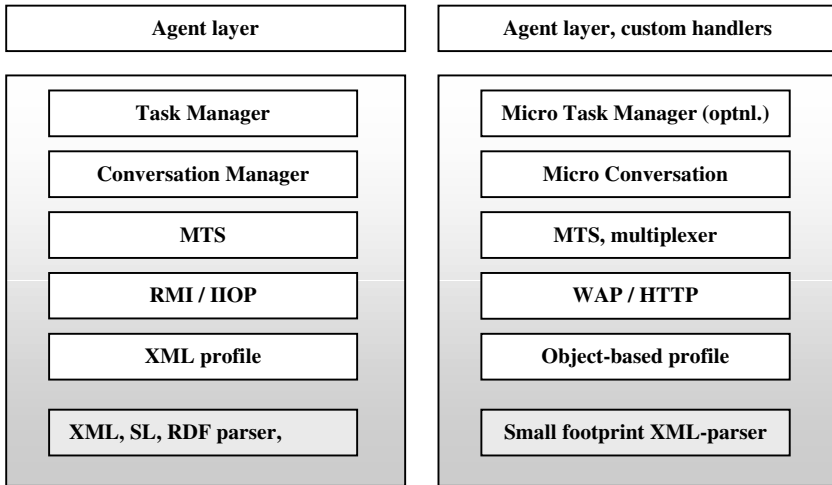 Agent layer
Task Manager
Conversation Manager
MTS
RMI / IIOP
XML profile
XML, SL, RDF parser,
Agent layer, custom handlers
Micro Task Manager (optnl.)
Micro Conversation
MTS, multiplexer
WAP / HTTP
Object-based profile
Small footprint XML-parser